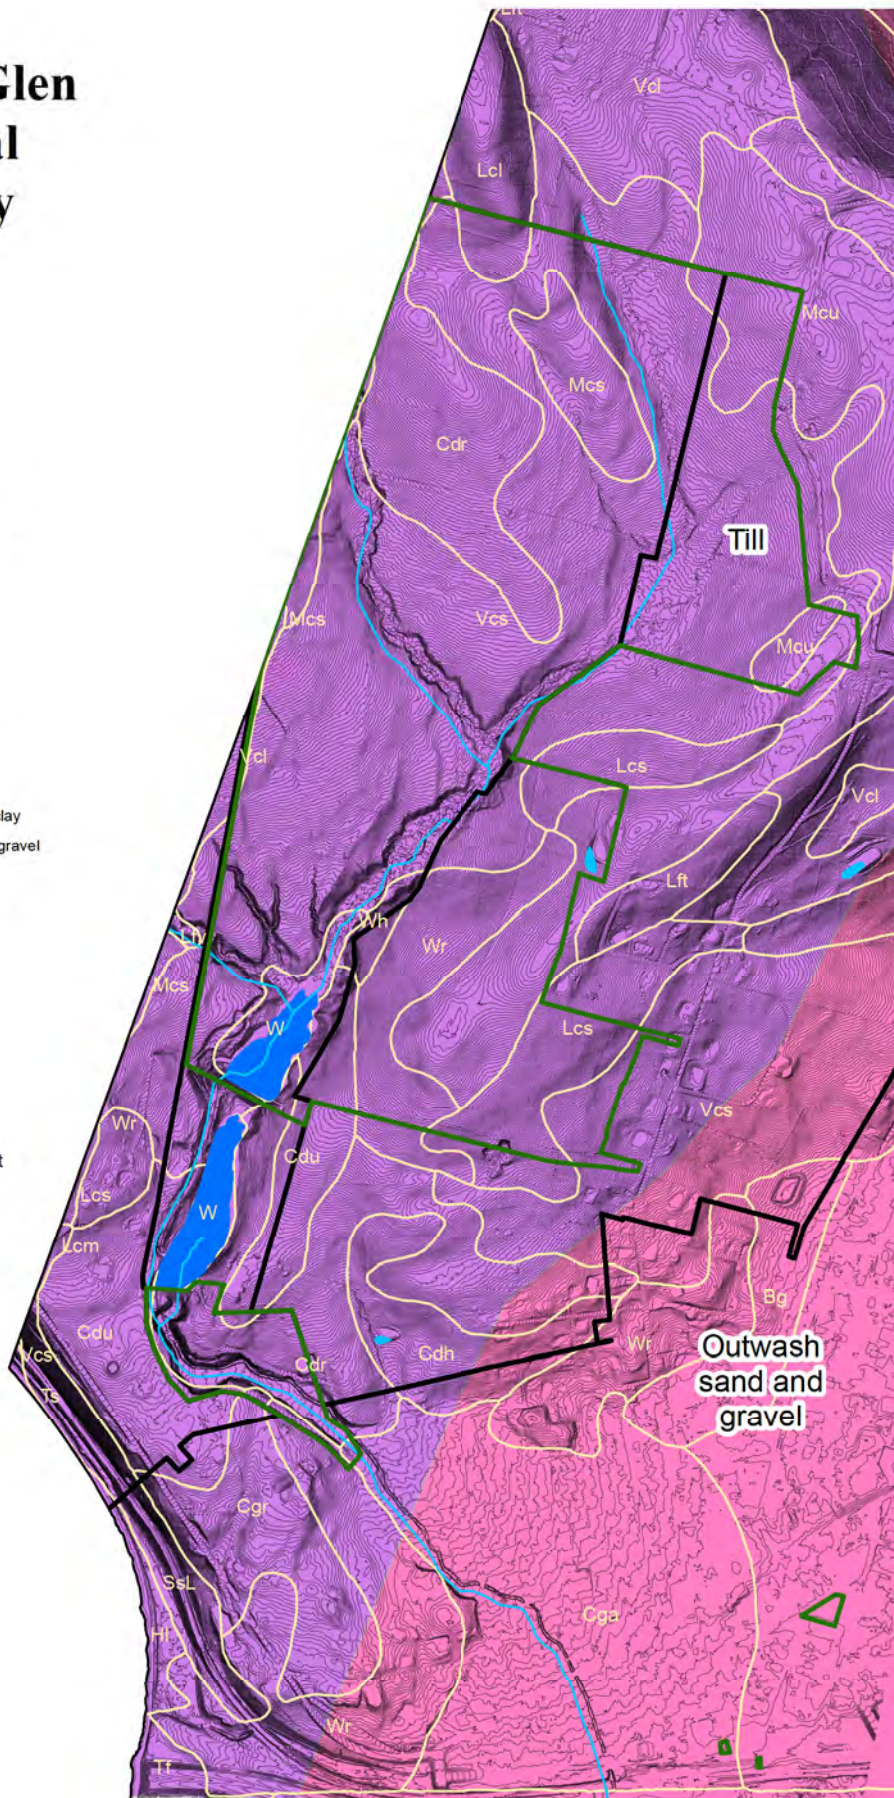 Glen
al
y
Vcl
Lcl
Mcu
Mcs
Cdr
Till
Mcs
Vcs
Mcu
Vcl
Lcs
Vcl
lay
gravel
Lft
Wh
Wr
Lfv
Mcs
W
Lcs
Vcs
Wr
Cdu
t
Lcs
W
Lcm
Bg
Cdu
Wr
Vcs
Cdr
Cdh
Outwash
sand and
gravel
Ts
Cgr
SsL
Cga
Hl
Wr
Tf